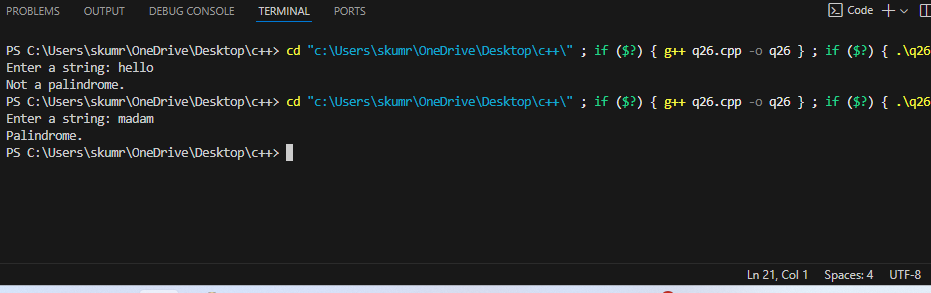 PROBLEMS OUTPUT DEBUG CONSOLE TERMINAL PORTS Code
PS C:\Users\skumr\OneDrive\Desktop\c++> cd "c:\Users\skumr\OneDrive\Desktop\c++\" ; if ($?) { g++ q26.cpp -o q26 } ; if ($?) { .\q26
Enter a string: hello
Not a palindrome.
PS C:\Users\skumr\OneDrive\Desktop\c++> cd "c:\Users\skumr\OneDrive\Desktop\c++\" ; if ($?) { g++ q26.cpp -o q26 } ; if ($?) { .\q26
Enter a string: madam
Palindrome.
PS C:\Users\skumr\OneDrive\Desktop\c++>
Ln 21, Col 1 Spaces: 4 UTF-8